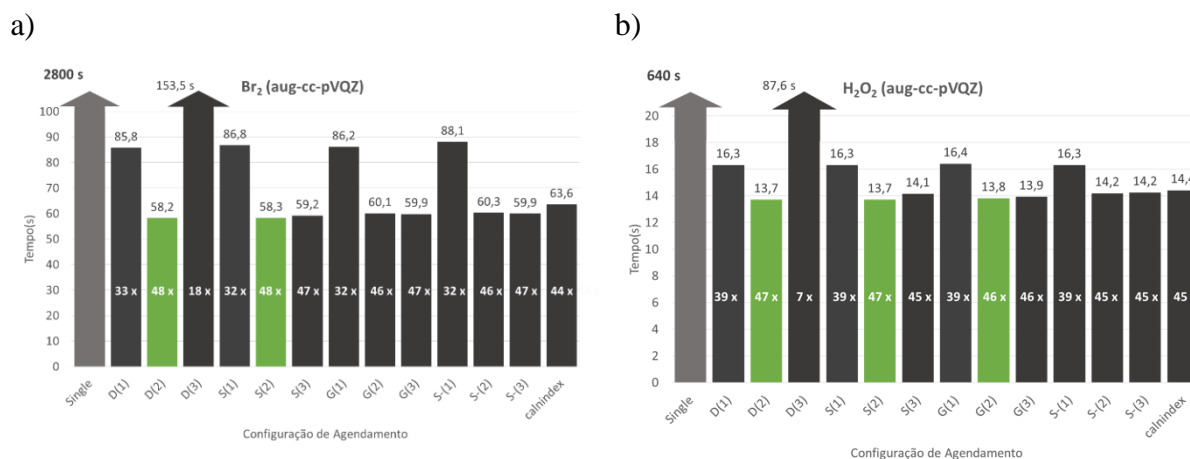 a)
2800 s
153,5 s
Br₂ (aug-cc-pVQZ)
Tempo(s)
100
90
80
70
60
50
40
30
20
10
0
85,8
58,2
86,8
58,3
59,2
86,2
60,1
59,9
88,1
60,3
59,9
63,6
33 x
48 x
18 x
32 x
48 x
47 x
32 x
46 x
47 x
32 x
46 x
47 x
44 x
Single
D(1)
D(2)
D(3)
S(1)
S(2)
S(3)
G(1)
G(2)
G(3)
S-(1)
S-(2)
S-(3)
calnindex
Configuração de Agendamento
b)
640 s
87,6 s
H₂O₂ (aug-cc-pVQZ)
Tempo(s)
20
18
16
14
12
10
8
6
4
2
0
16,3
13,7
16,3
13,7
14,1
16,4
13,8
13,9
16,3
14,2
14,2
14,4
39 x
47 x
7 x
39 x
47 x
45 x
39 x
46 x
46 x
39 x
45 x
45 x
45
Single
D(1)
D(2)
D(3)
S(1)
S(2)
S(3)
G(1)
G(2)
G(3)
S-(1)
S-(2)
S-(3)
calnindex
Configuração de Agendamento